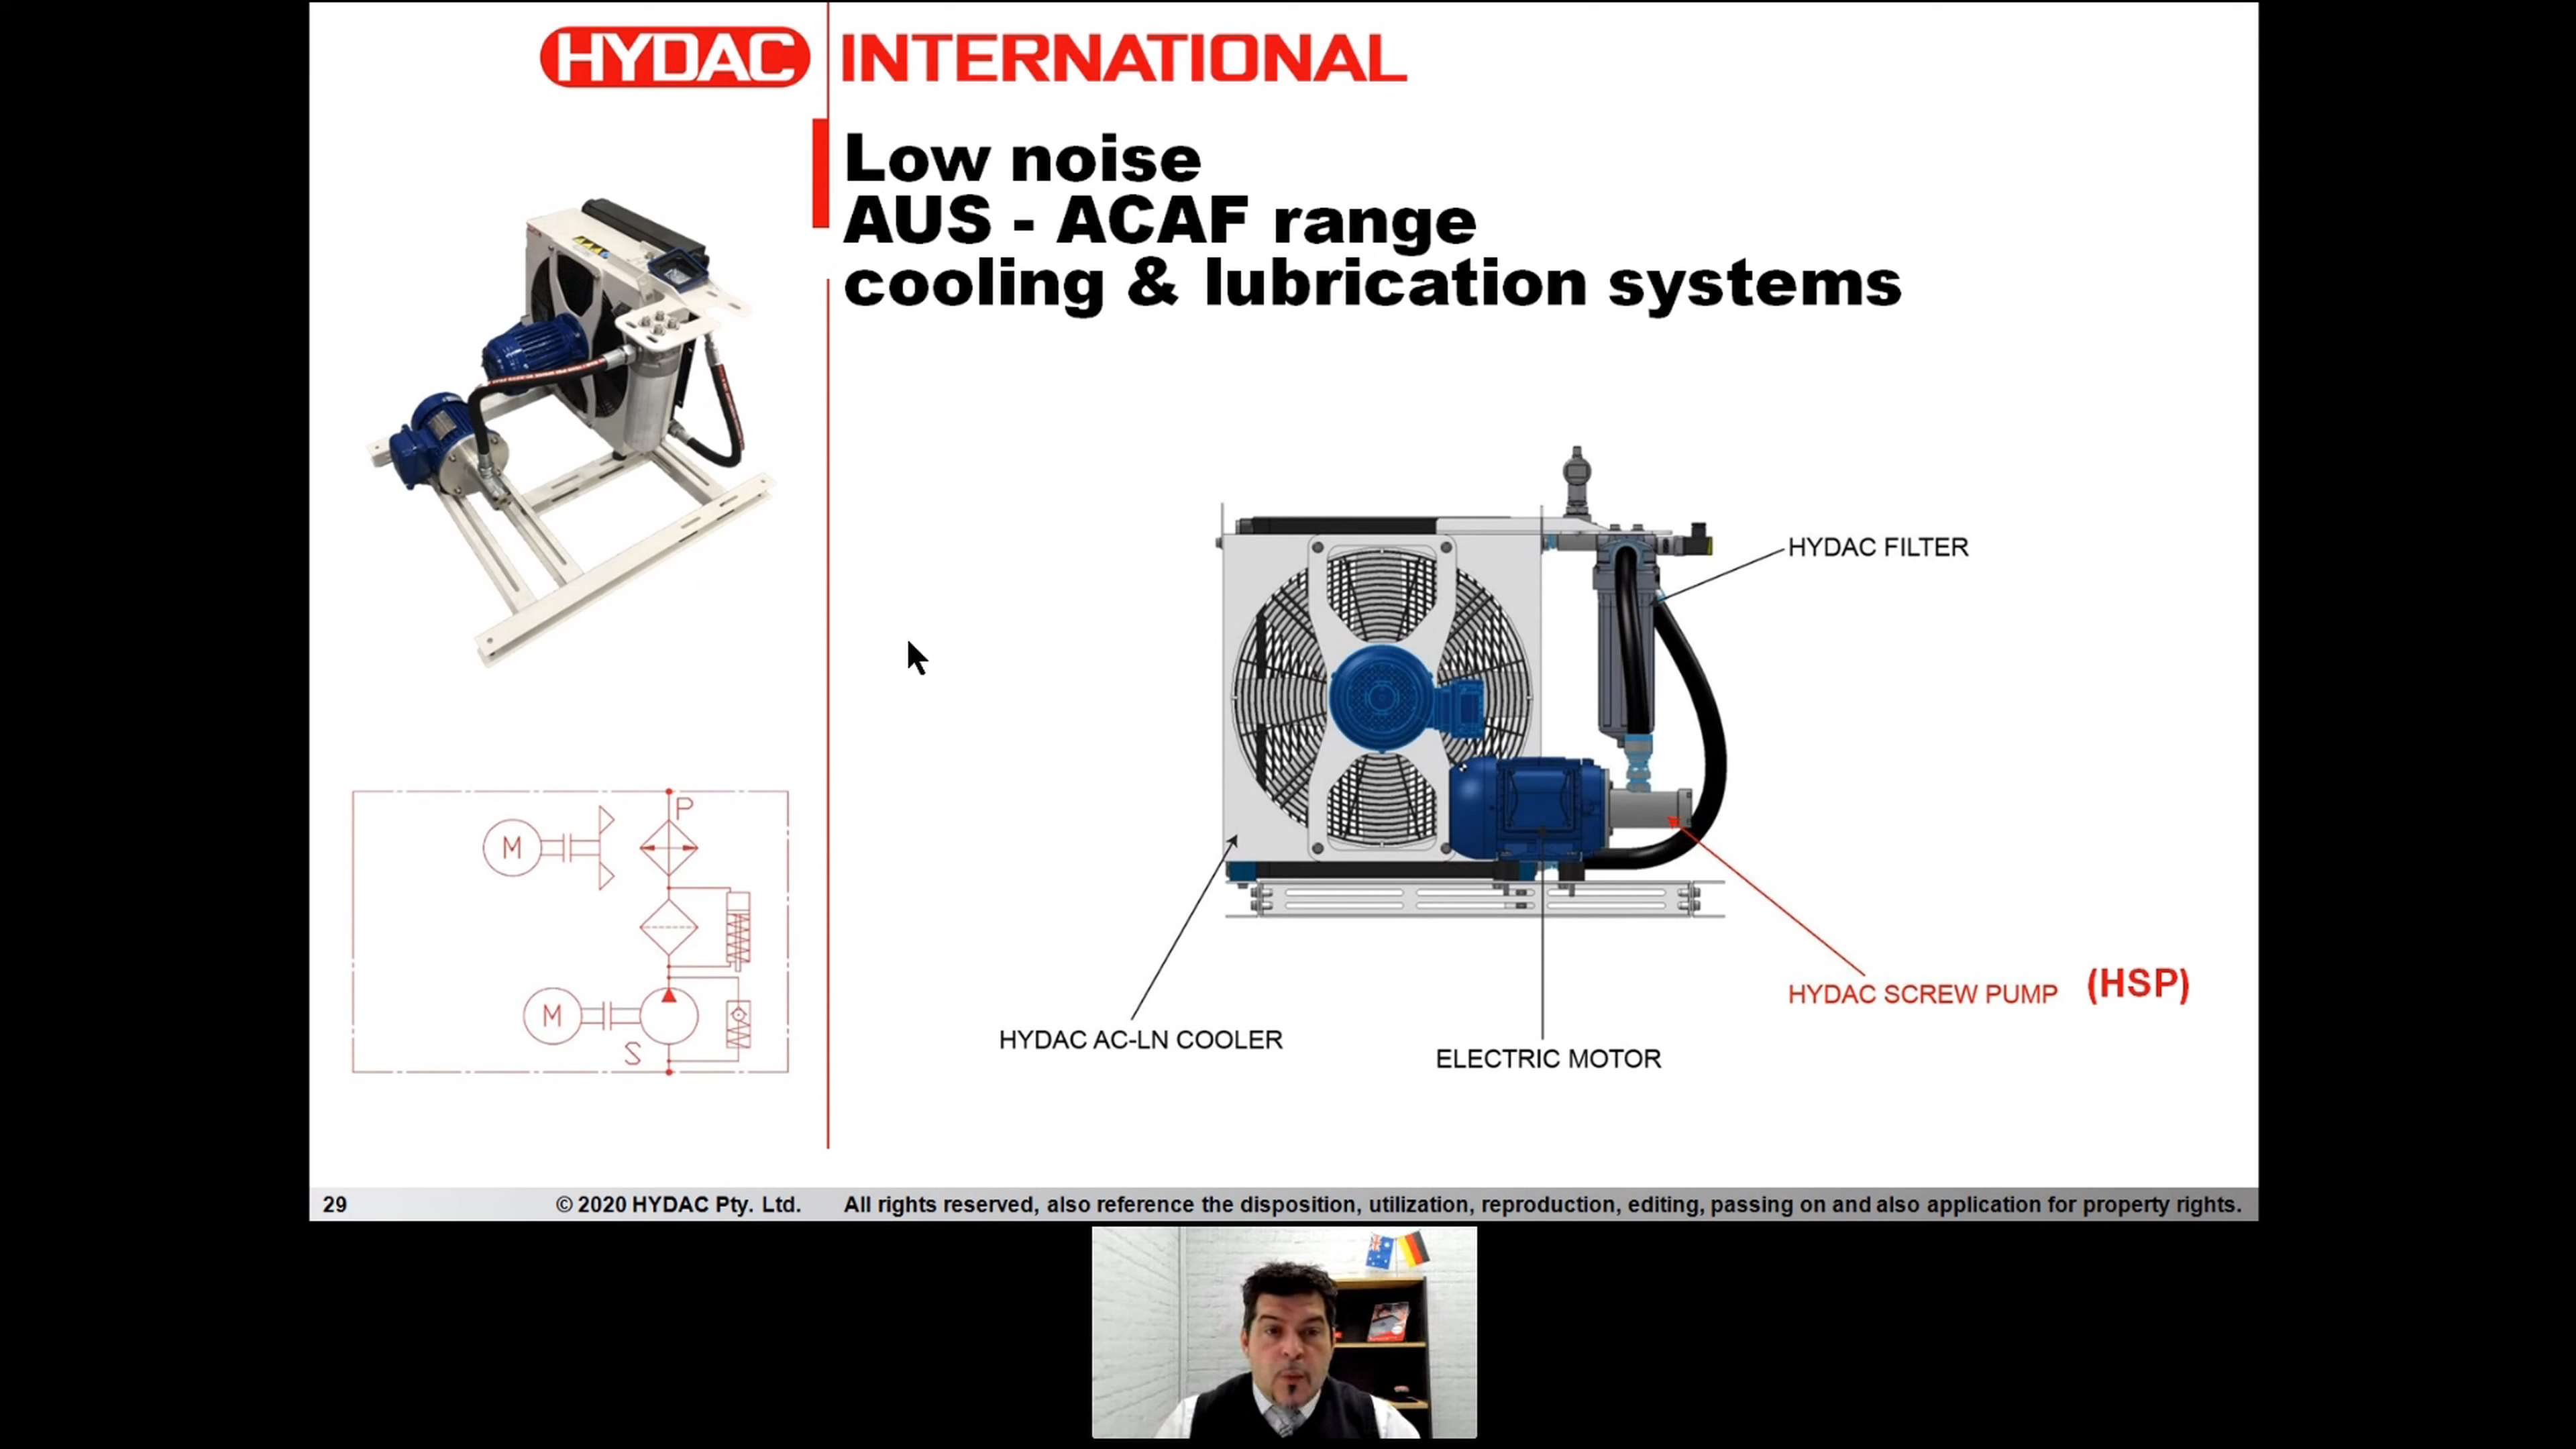 HYDAC INTERNATIONAL
Low noise
AUS - ACAF range
cooling & lubrication systems
HYDAC FILTER
HYDAC SCREW PUMP (HSP)
HYDAC AC-LN COOLER
ELECTRIC MOTOR
P
M
M
S
29 © 2020 HYDAC Pty. Ltd. All rights reserved, also reference the disposition, utilization, reproduction, editing, passing on and also application for property rights.